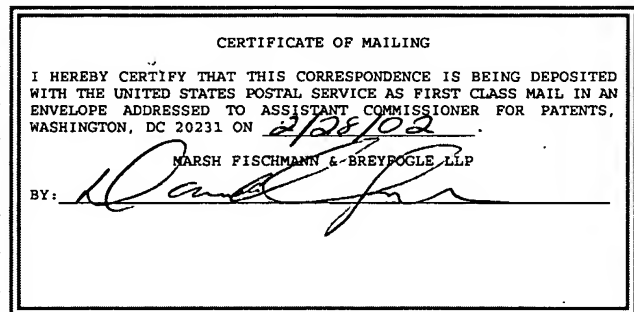 CERTIFICATE OF MAILING
I HEREBY CERTIFY THAT THIS CORRESPONDENCE IS BEING DEPOSITED
WITH THE UNITED STATES POSTAL SERVICE AS FIRST CLASS MAIL IN AN
ENVELOPE ADDRESSED TO ASSISTANT COMMISSIONER FOR PATENTS,
WASHINGTON, DC 20231 ON 2/28/02.
MARSH FISCHMANN & BREYFOGLE LLP
BY: